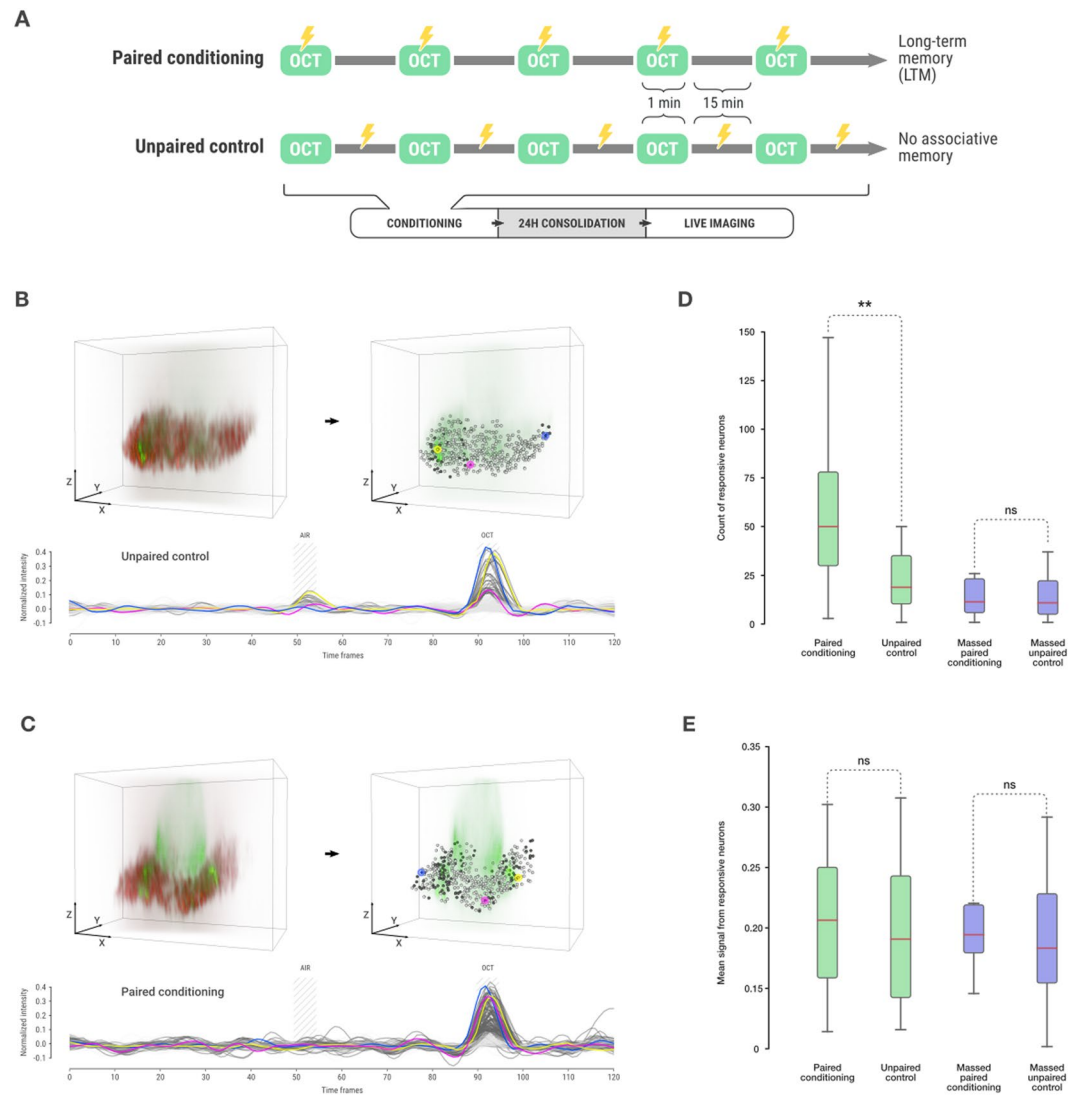 A
Paired conditioning
OCT OCT OCT OCT OCT
Long-term
memory
(LTM)
1 min 15 min
Unpaired control
OCT OCT OCT OCT OCT
No associative
memory
CONDITIONING 24H CONSOLIDATION LIVE IMAGING
B
Z Y X
Z Y X
AIR OCT
Unpaired control
Normalized intensity
0.4
0.3
0.2
0.1
0.0
-0.1
0 10 20 30 40 50 60 70 80 90 100 110 120
Time frames
C
Z Y X
Z Y X
AIR OCT
Paired conditioning
Normalized intensity
0.4
0.3
0.2
0.1
0.0
-0.1
0 10 20 30 40 50 60 70 80 90 100 110 120
Time frames
D
**
ns
Count of responsive neurons
150
125
100
75
50
25
0
Paired
conditioning
Unpaired
control
Massed
paired
conditioning
Massed
unpaired
control
E
ns
ns
Mean signal from responsive neurons
0.35
0.30
0.25
0.20
0.15
0
Paired
conditioning
Unpaired
control
Massed
paired
conditioning
Massed
unpaired
control